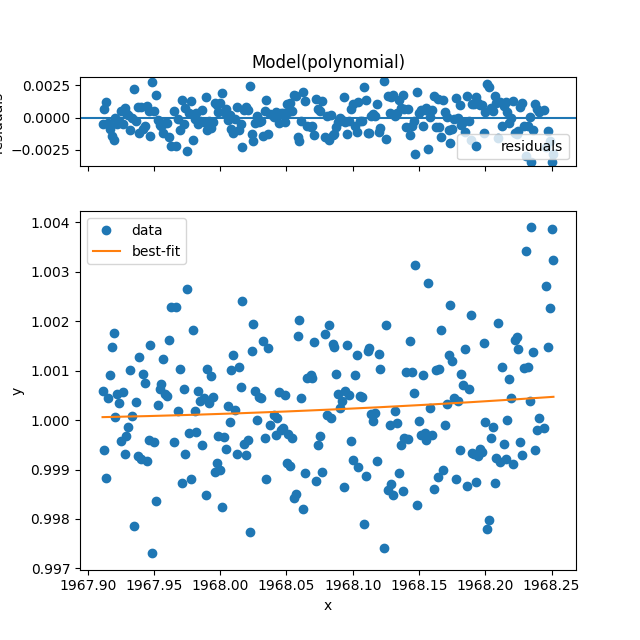 Model(polynomial)
0.0025
0.0000
−0.0025
residuals
residuals
1.004
1.003
1.002
1.001
1.000
0.999
0.998
0.997
data
best-fit
y
1967.90 1967.95 1968.00 1968.05 1968.10 1968.15 1968.20 1968.25
x